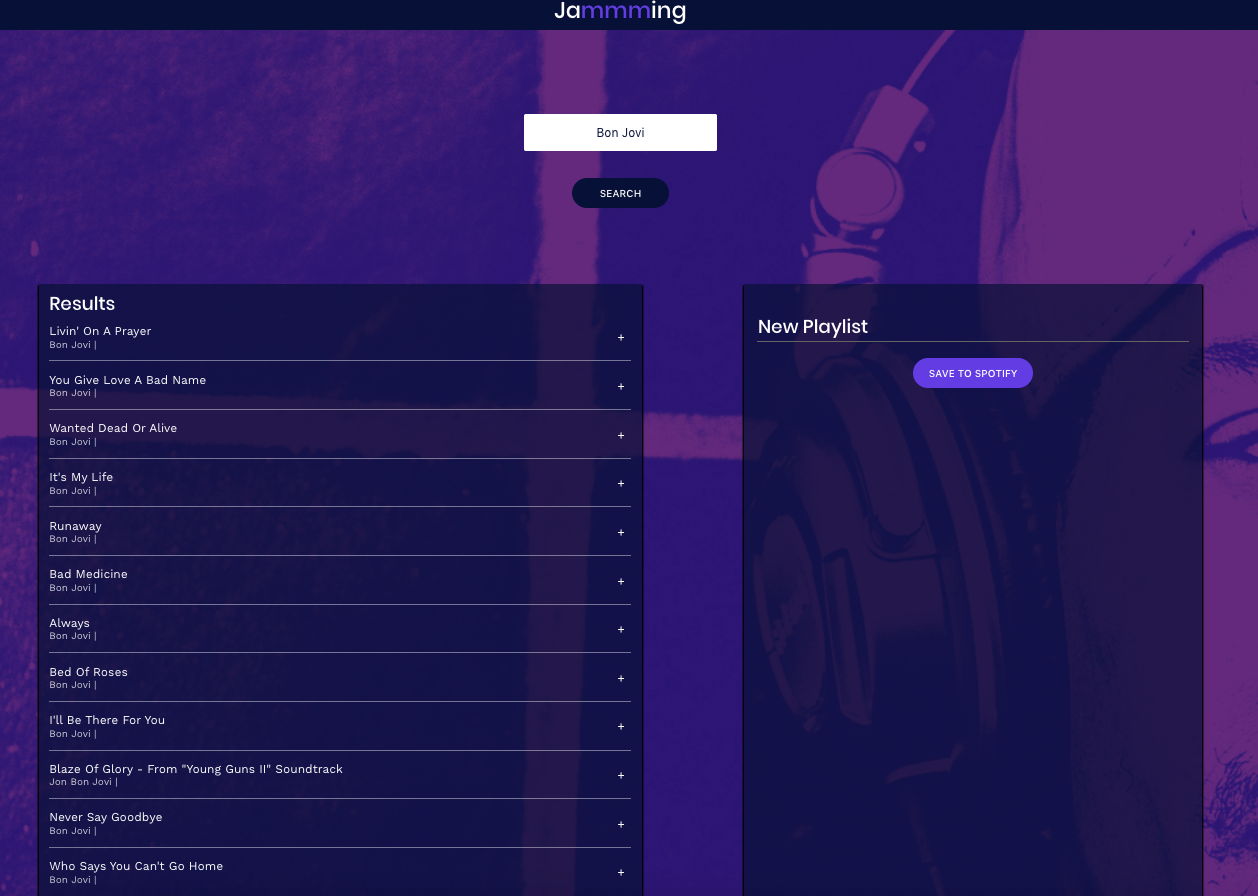 Jammming
Bon Jovi
SEARCH
Results
Livin' On A Prayer
Bon Jovi |
+
You Give Love A Bad Name
Bon Jovi |
+
Wanted Dead Or Alive
Bon Jovi |
+
It's My Life
Bon Jovi |
+
Runaway
Bon Jovi |
+
Bad Medicine
Bon Jovi |
+
Always
Bon Jovi |
+
Bed Of Roses
Bon Jovi |
+
I'll Be There For You
Bon Jovi |
+
Blaze Of Glory - From "Young Guns II" Soundtrack
Jon Bon Jovi |
+
Never Say Goodbye
Bon Jovi |
+
Who Says You Can't Go Home
Bon Jovi |
+
New Playlist
SAVE TO SPOTIFY